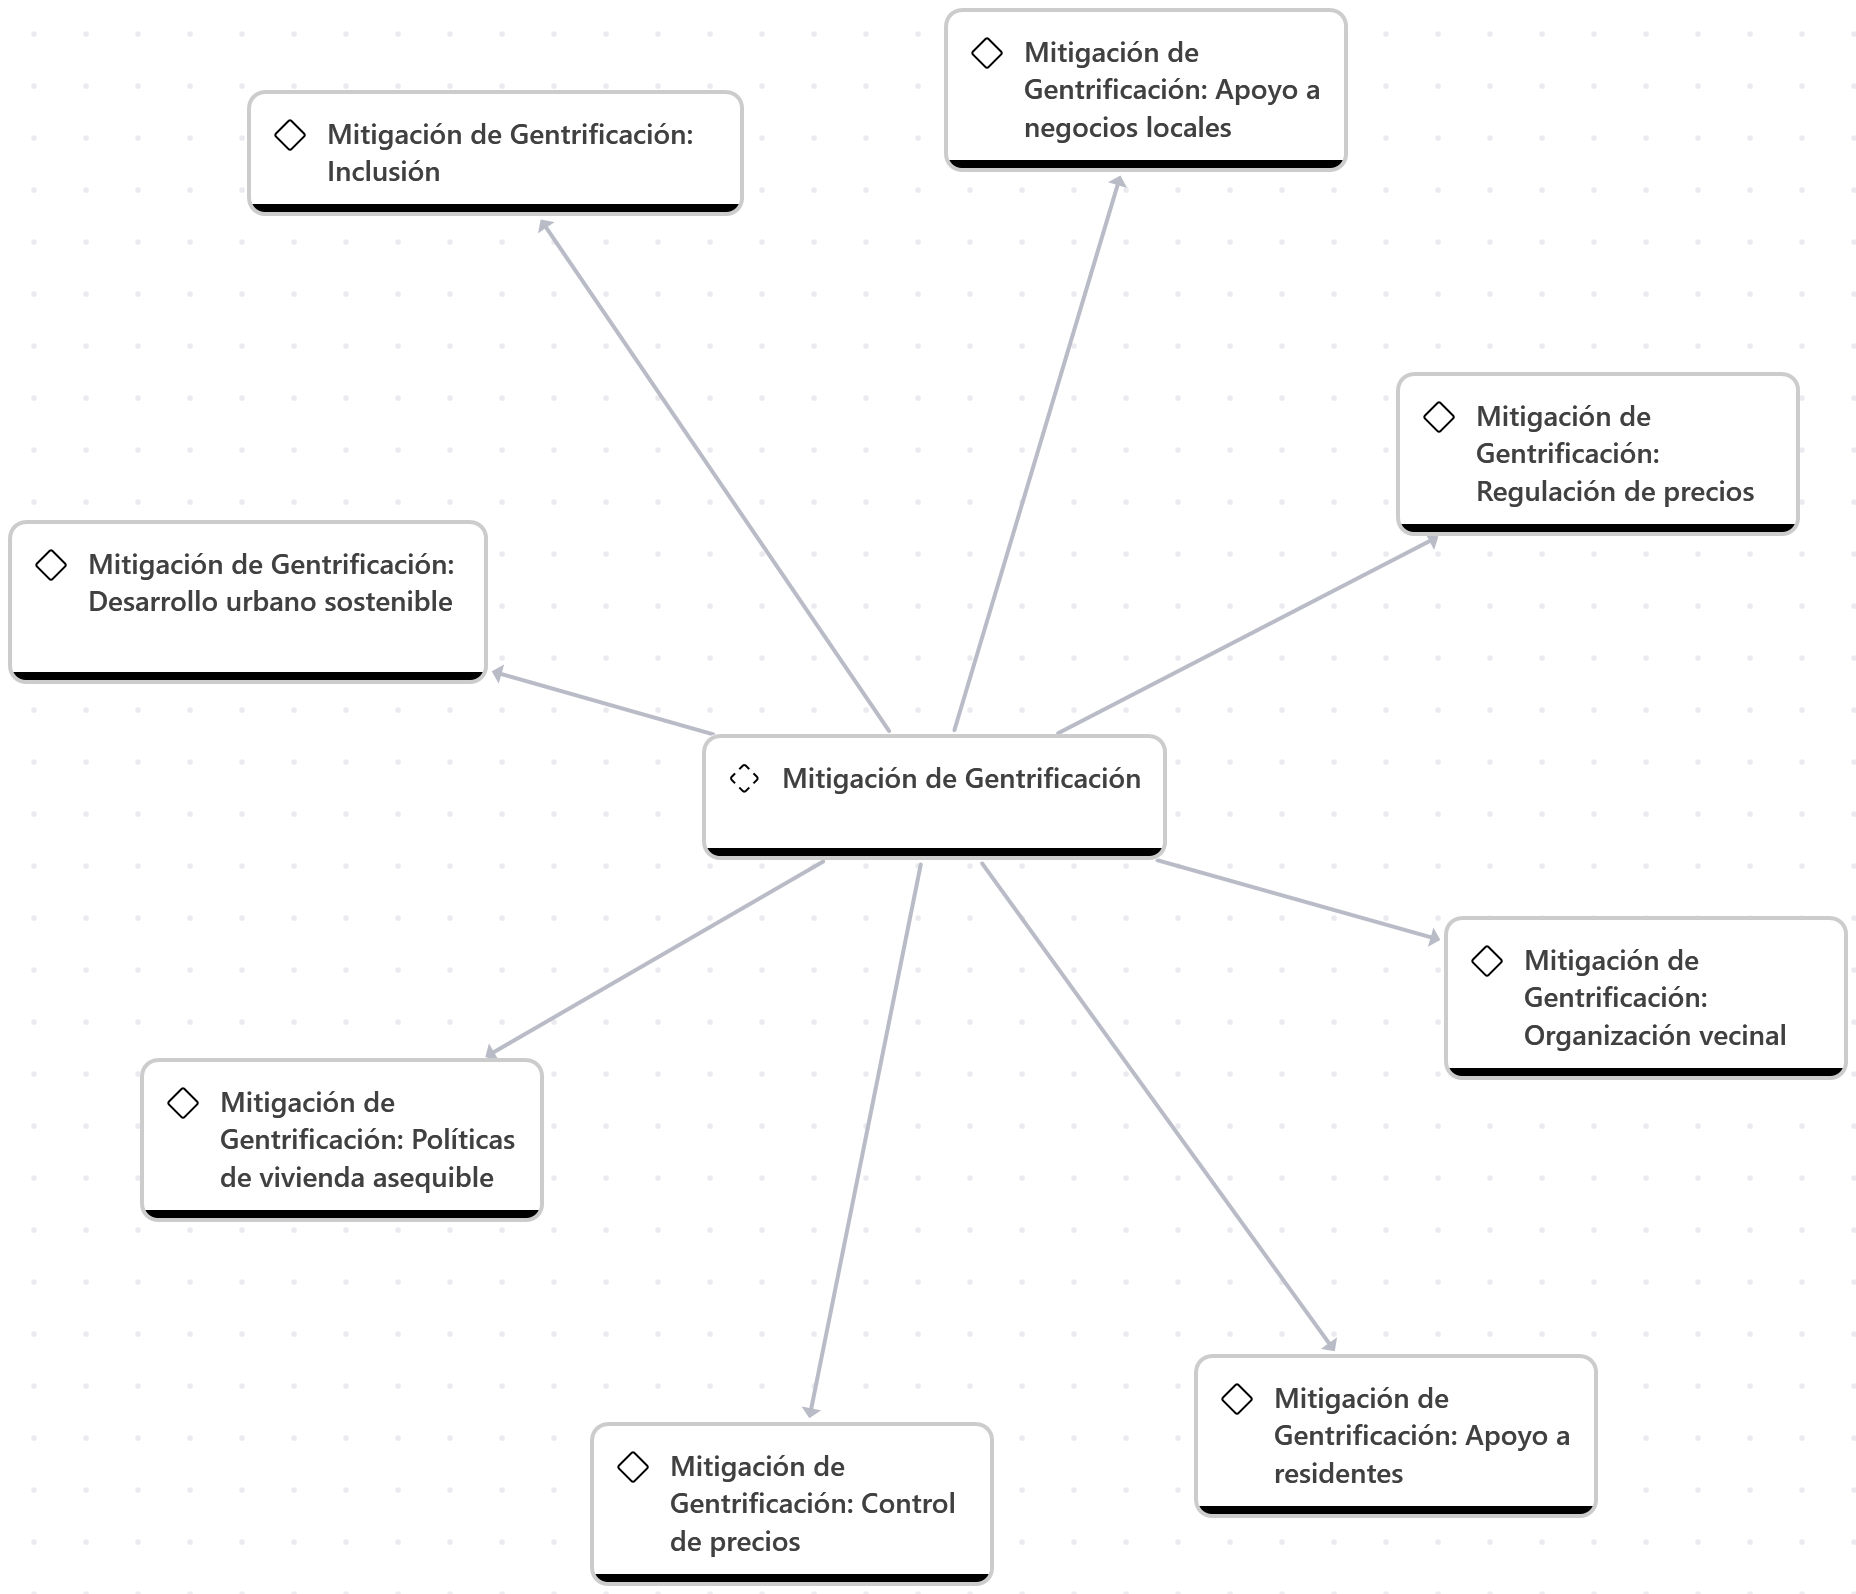 Mitigación de
Gentrificación: Apoyo a
negocios locales
Mitigación de Gentrificación:
Inclusión
Mitigación de
Gentrificación:
Regulación de precios
Mitigación de Gentrificación:
Desarrollo urbano sostenible
Mitigación de Gentrificación
Mitigación de
Gentrificación:
Organización vecinal
Mitigación de
Gentrificación: Políticas
de vivienda asequible
Mitigación de
Gentrificación: Apoyo a
residentes
Mitigación de
Gentrificación: Control
de precios